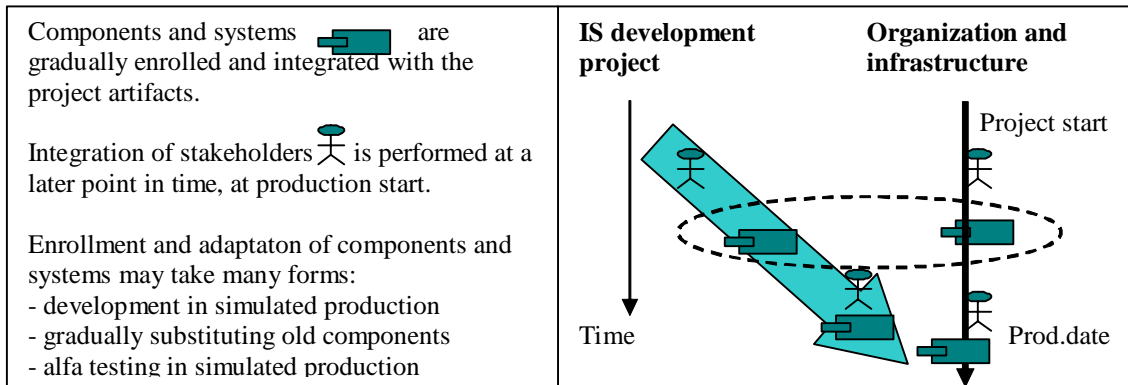 Components and systems are
gradually enrolled and integrated with the
project artifacts.
Integration of stakeholders is performed at a
later point in time, at production start.
Enrollment and adaptaton of components and
systems may take many forms:
- development in simulated production
- gradually substituting old components
- alfa testing in simulated production
IS development
project
Organization and
infrastructure
Project start
Time
Prod.date